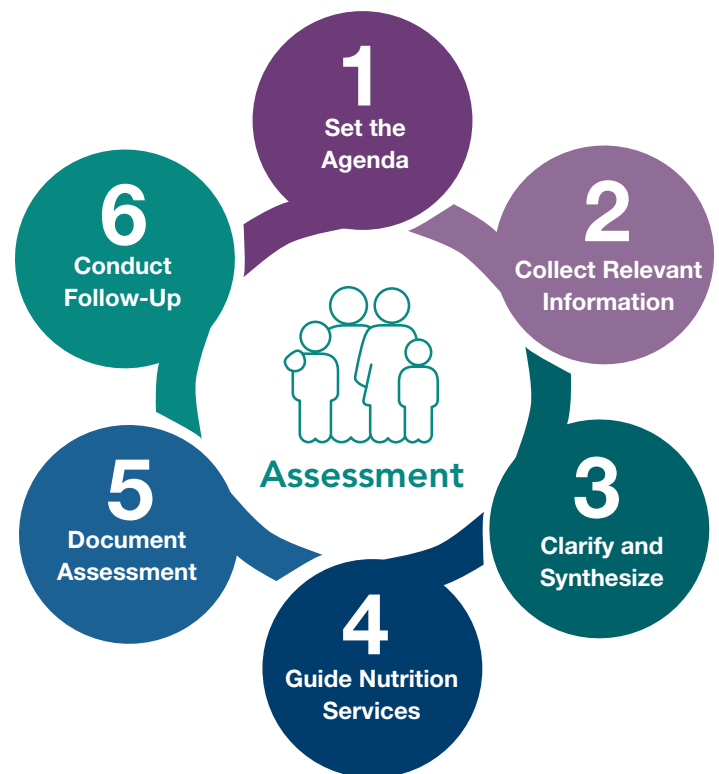 1
Set the
Agenda
2
Collect Relevant
Information
3
Clarify and
Synthesize
4
Guide Nutrition
Services
5
Document
Assessment
6
Conduct
Follow-Up
Assessment